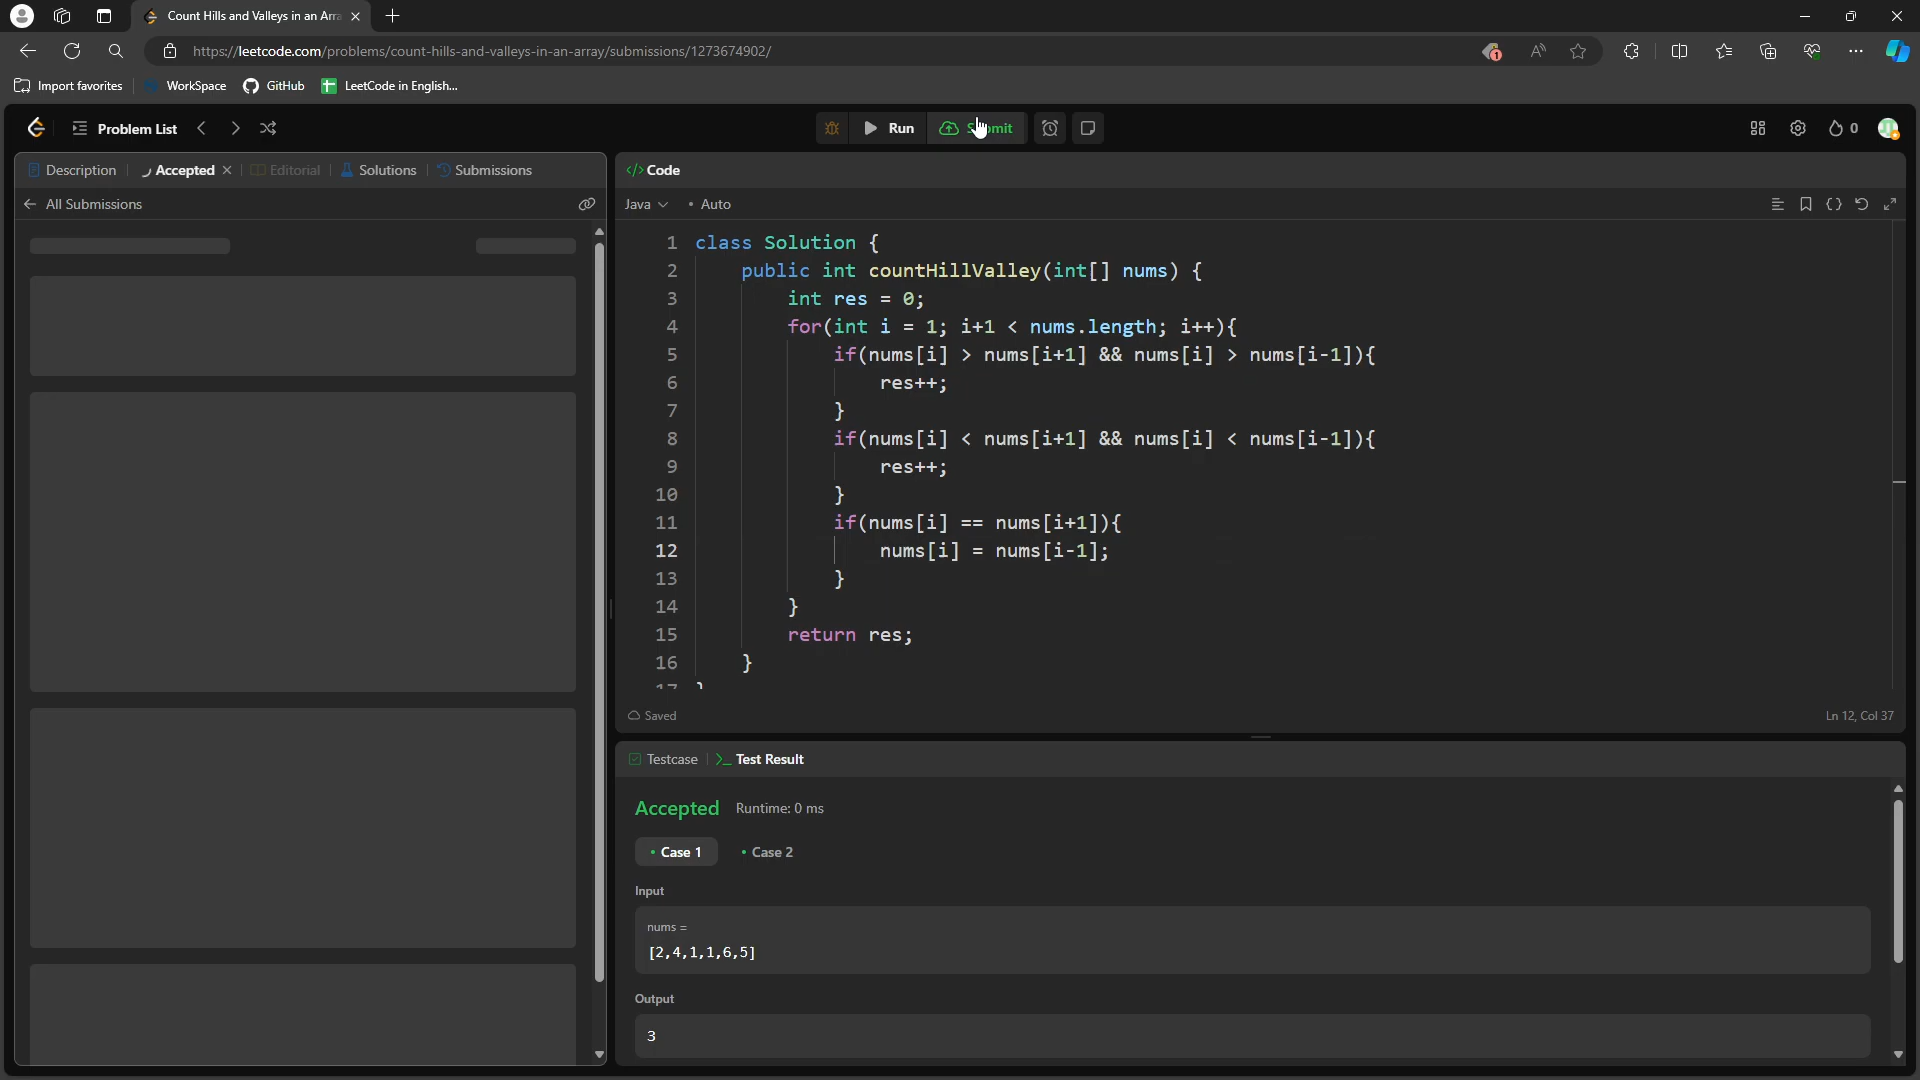 Count Hills and Valleys in an Arra
https://leetcode.com/problems/count-hills-and-valleys-in-an-array/submissions/1273674902/
1
Import favorites
WorkSpace
GitHub
LeetCode in English...
Problem List
Run
0
Description
Accepted
Editorial
Solutions
Submissions
All Submissions
</> Code
Java
Auto
1 class Solution {
2 public int countHillValley(int[] nums) {
3 int res = 0;
4 for(int i = 1; i+1 < nums.length; i++){
5 if(nums[i] > nums[i+1] && nums[i] > nums[i-1]){
6 res++;
7 }
8 if(nums[i] < nums[i+1] && nums[i] < nums[i-1]){
9 res++;
10 }
11 if(nums[i] == nums[i+1]){
12 nums[i] = nums[i-1];
13 }
14 }
15 return res;
16 }
Saved
Ln 12, Col 37
Testcase
Test Result
Accepted Runtime: 0 ms
• Case 1
• Case 2
Input
nums =
[2,4,1,1,6,5]
Output
3